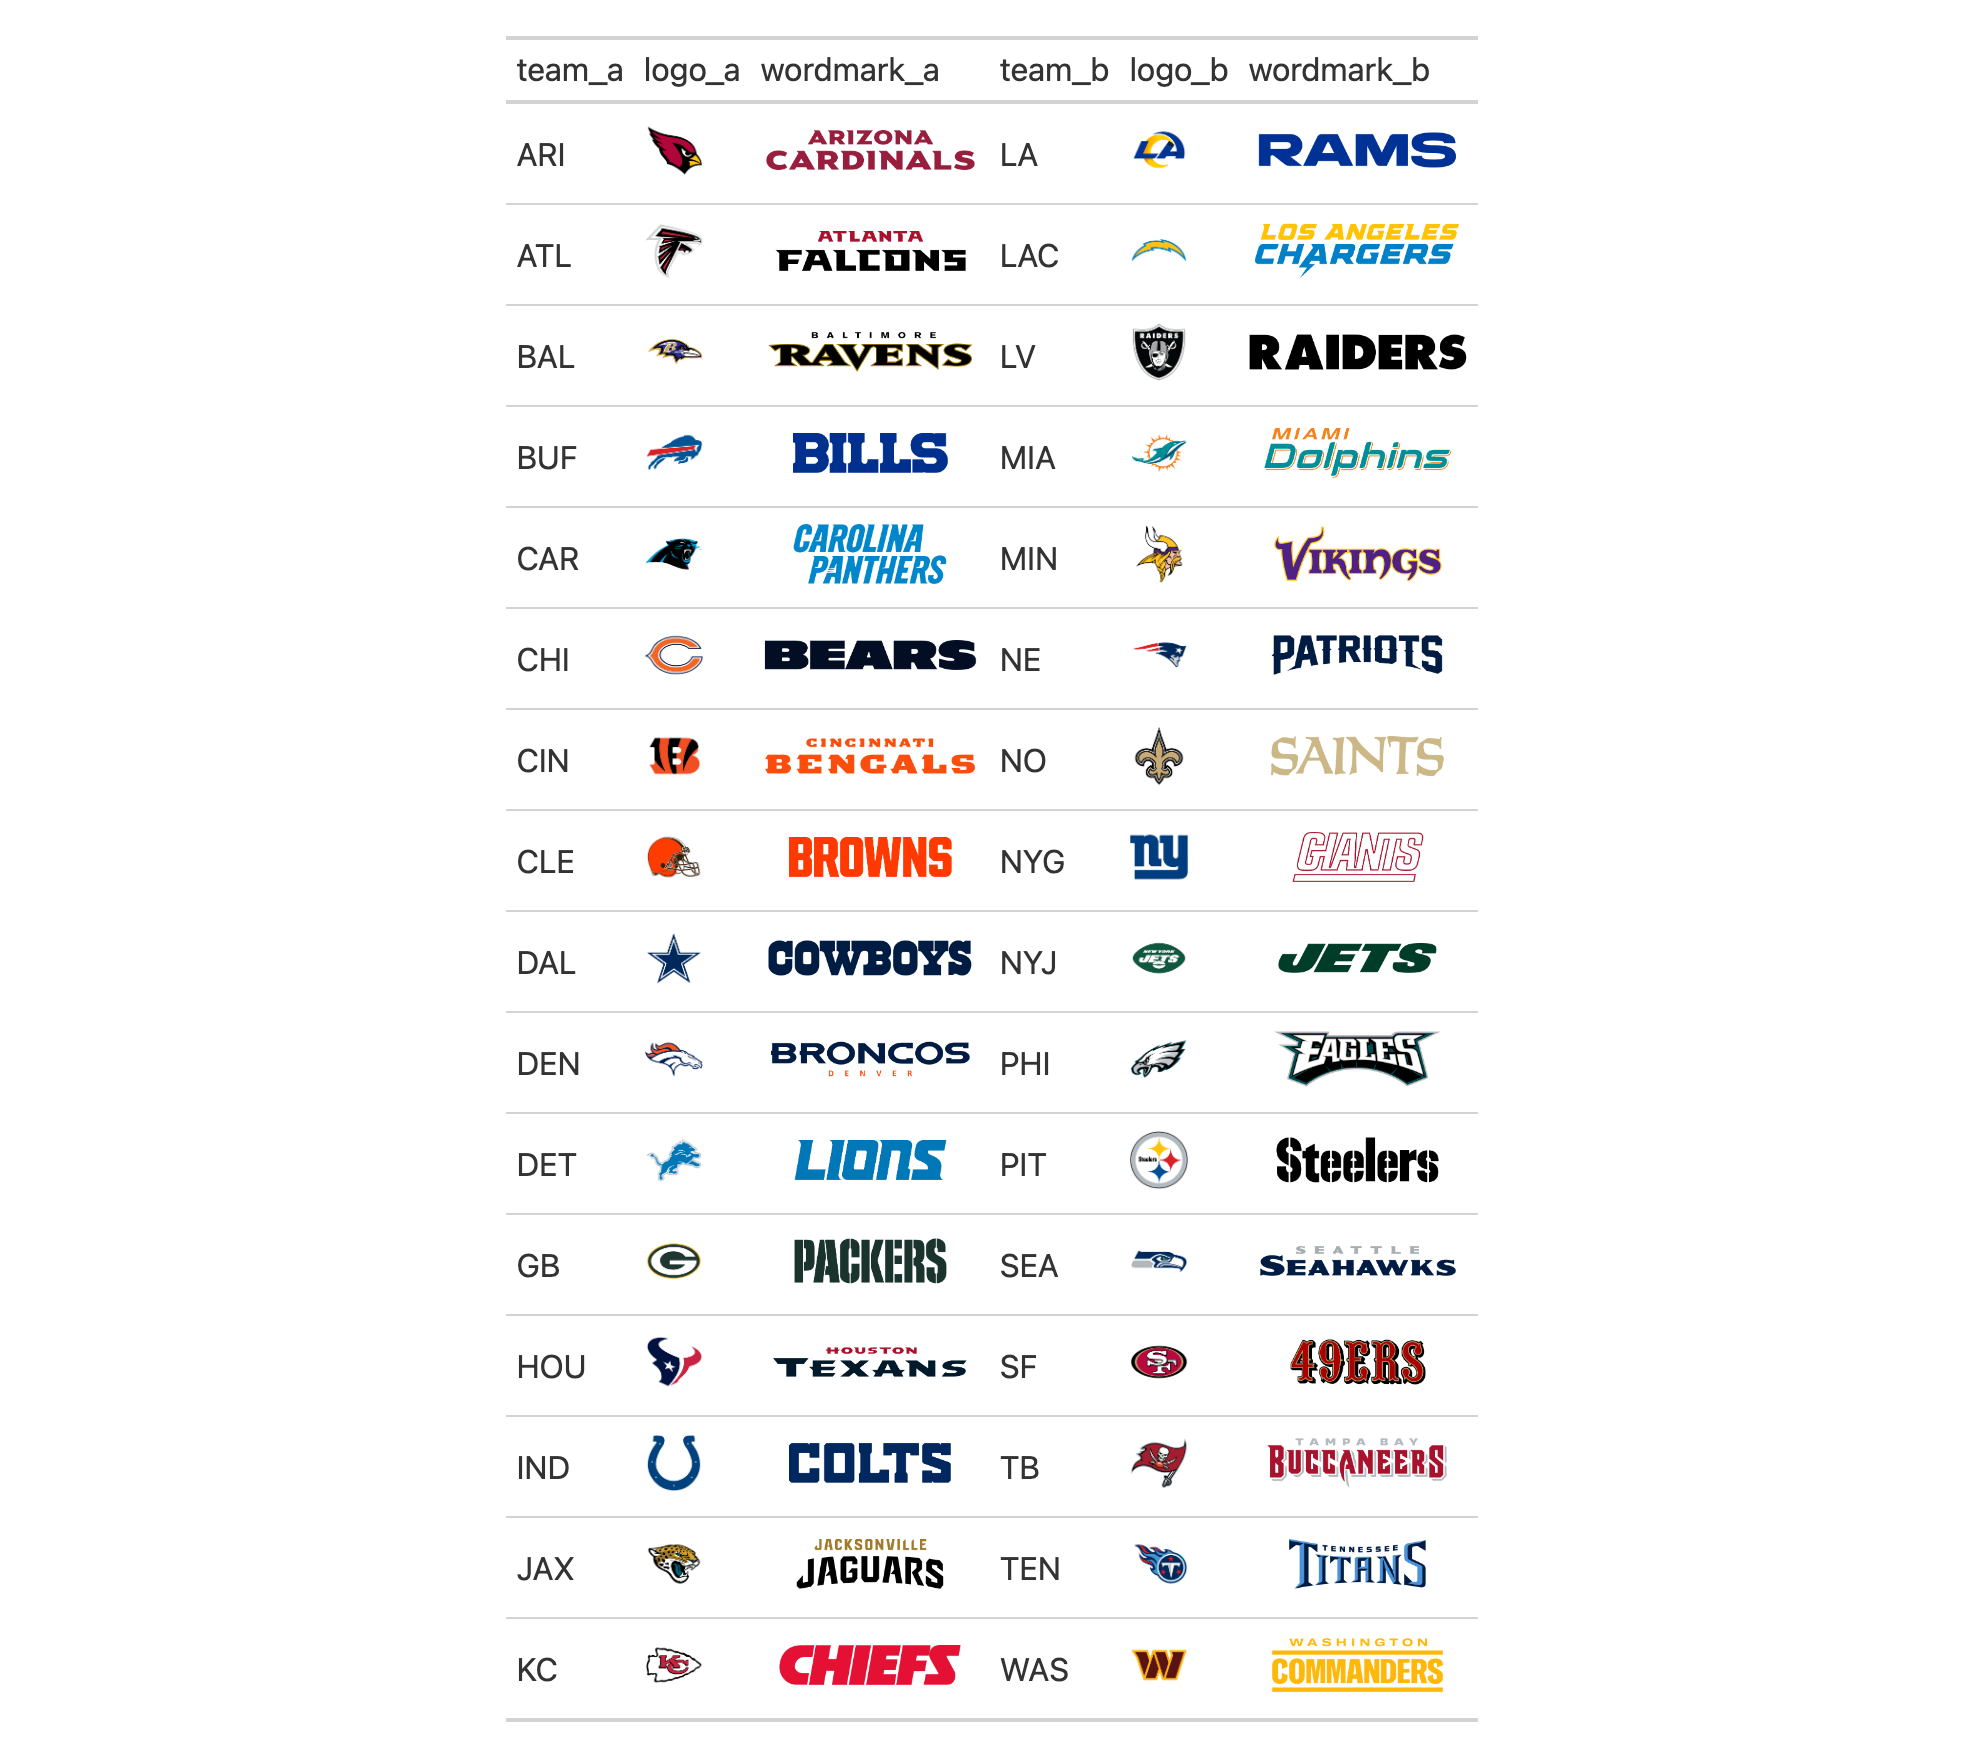 team_a logo_a wordmark_a team_b logo_b wordmark_b
ARI ARIZONA CARDINALS LA LA RAMS
ATL ATLANTA FALCONS LAC LOS ANGELES CHARGERS
BAL B BALTIMORE RAVENS LV RAIDERS RAIDERS
BUF BILLS MIA MIAMI Dolphins
CAR CAROLINA PANTHERS MIN VIKINGS
CHI C BEARS NE PATRIOTS
CIN B CINCINNATI BENGALS NO SAINTS
CLE BROWNS NYG ny GIANTS
DAL COWBOYS NYJ NEW YORK JETS JETS
DEN BRONCOS DENVER PHI EAGLES
DET LIONS PIT Steelers Steelers
GB G PACKERS SEA SEATTLE SEAHAWKS
HOU HOUSTON TEXANS SF SF 49ERS
IND COLTS TB TAMPA BAY BUCCANEERS
JAX JACKSONVILLE JAGUARS TEN T TENNESSEE TITANS
KC KC CHIEFS WAS W WASHINGTON COMMANDERS